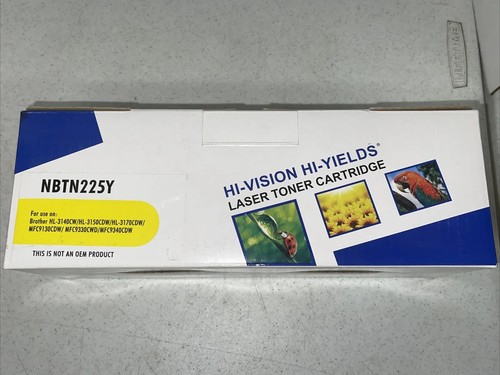 HI-VISION HI-YIELDS®
LASER TONER CARTRIDGE
NBTN225Y
For use on:
Brother HL-3140CW/HL-3150CDW/HL-3170CDW/
MFC9130CDW/ MFC9330CWD/MFC9340CDW
THIS IS NOT AN OEM PRODUCT